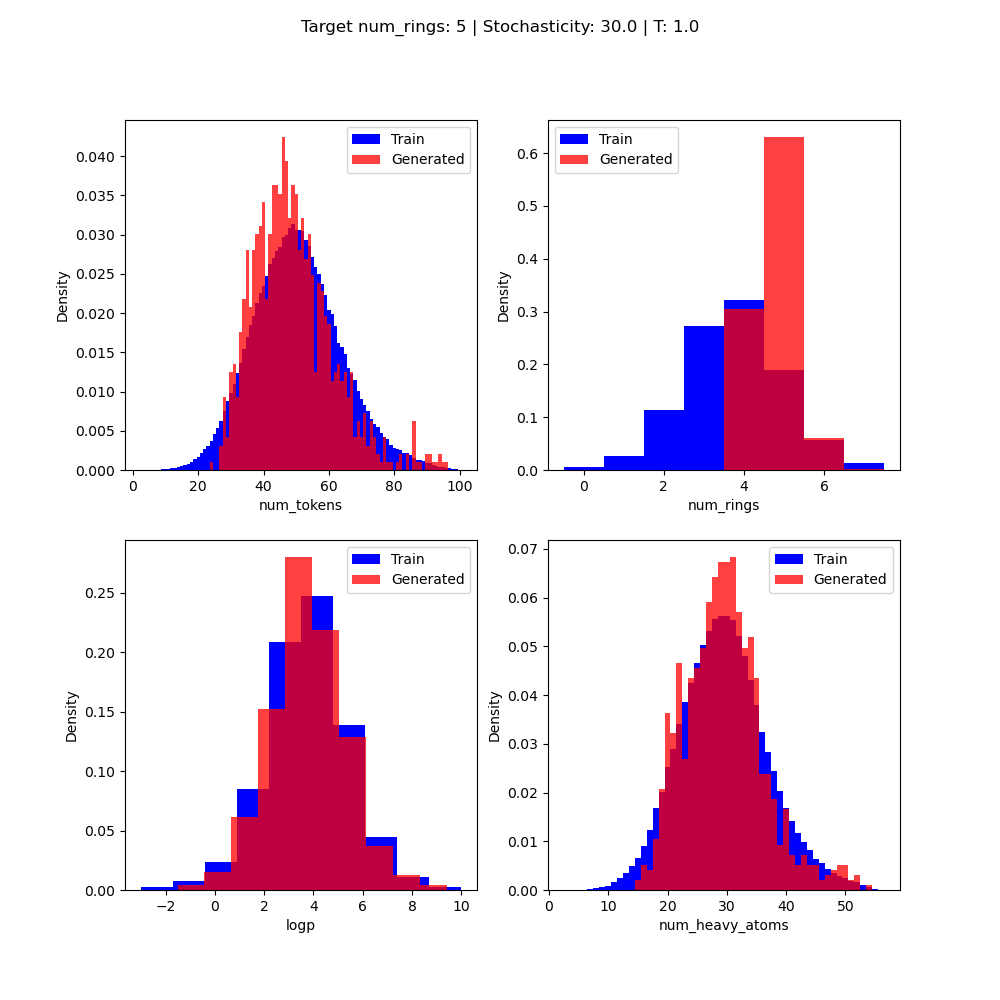 Target num_rings: 5 | Stochasticity: 30.0 | T: 1.0
Train
Generated
0.040
0.035
0.030
0.025
0.020
0.015
0.010
0.005
0.000
Density
0 20 40 60 80 100
num_tokens
Train
Generated
0.6
0.5
0.4
0.3
0.2
0.1
0.0
Density
0 2 4 6
num_rings
Train
Generated
0.25
0.20
0.15
0.10
0.05
0.00
Density
−2 0 2 4 6 8 10
logp
Train
Generated
0.07
0.06
0.05
0.04
0.03
0.02
0.01
0.00
Density
0 10 20 30 40 50
num_heavy_atoms